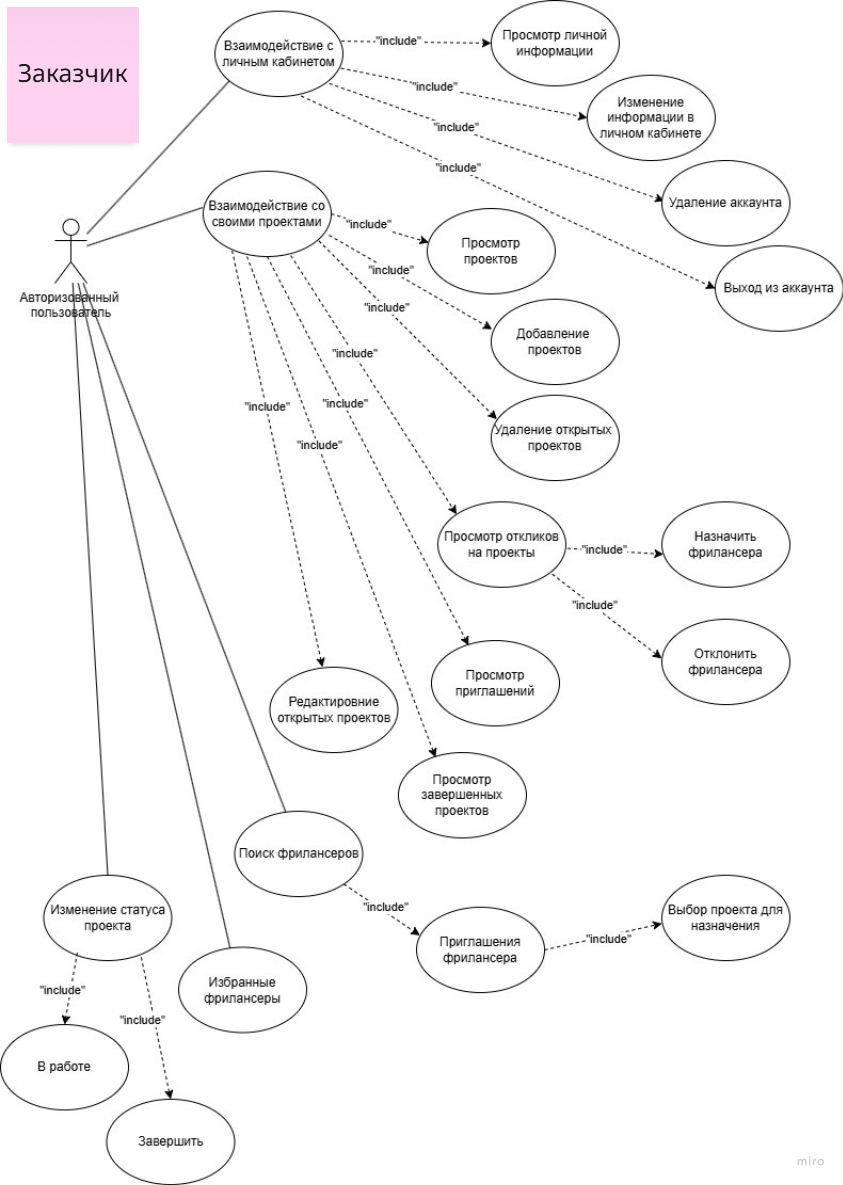 Заказчик
Взаимодействие с
личным кабинетом
"include"
Просмотр личной
информации
"include"
Изменение
информации в
личном кабинете
"include"
Удаление аккаунта
"include"
Выход из аккаунта
Авторизованный
пользователь
Взаимодействие со
своими проектами
"include"
Просмотр
проектов
"include"
Добавление
проектов
"include"
Удаление открытых
проектов
"include"
Просмотр откликов
на проекты
"include"
Назначить
фрилансера
"include"
Отклонить
фрилансера
"include"
Просмотр
приглашений
"include"
Редактировние
открытых проектов
"include"
Просмотр
завершенных
проектов
Поиск фрилансеров
"include"
Приглашения
фрилансера
"include"
Выбор проекта для
назначения
Изменение статуса
проекта
Избранные
фрилансеры
"include"
В работе
"include"
Завершить
miro